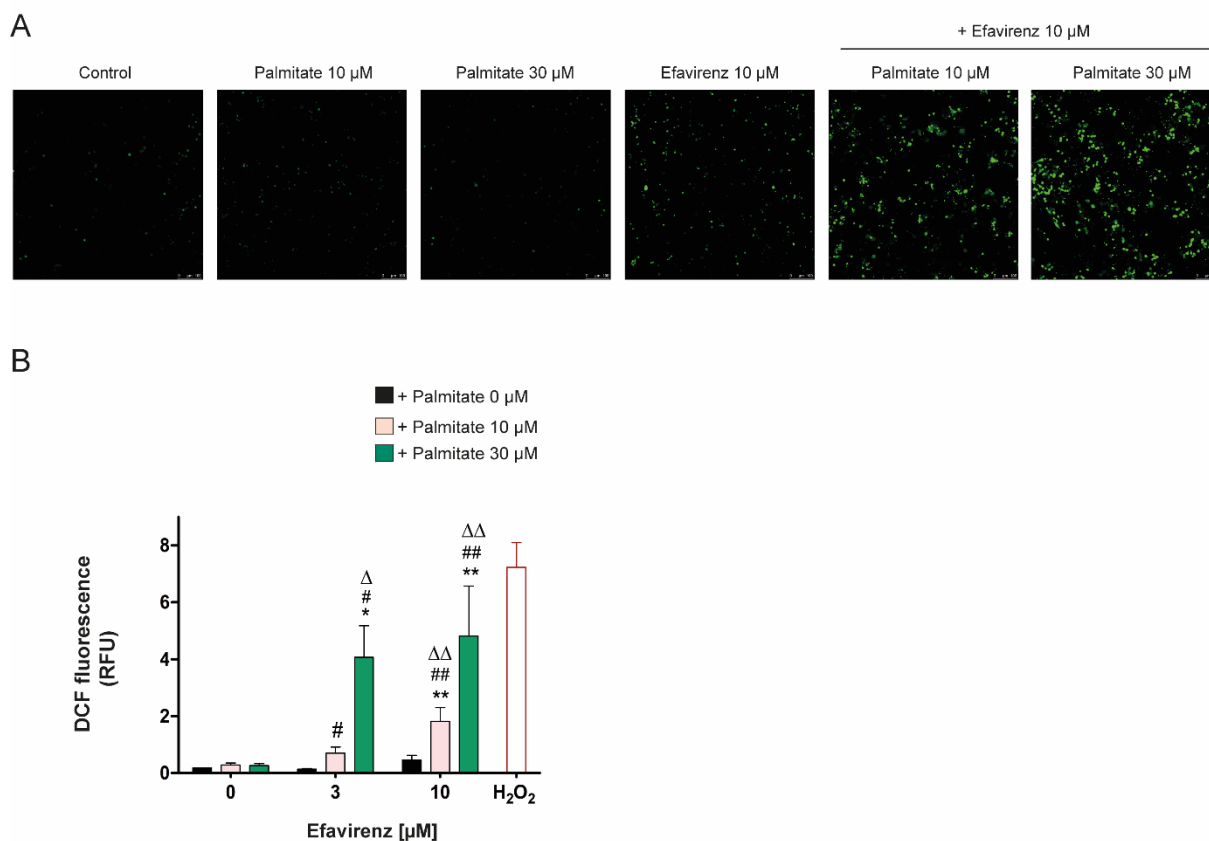 A
+ Efavirenz 10 µM
Control Palmitate 10 µM Palmitate 30 µM Efavirenz 10 µM Palmitate 10 µM Palmitate 30 µM
B
+ Palmitate 0 µM
+ Palmitate 10 µM
+ Palmitate 30 µM
DCF fluorescence
(RFU)
8
6
4
2
0
#
Δ
#
*
ΔΔ
##
**
ΔΔ
##
**
0 3 10 H₂O₂
Efavirenz [µM]